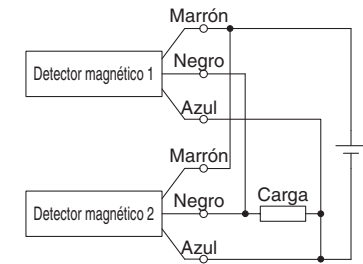 Marrón
Detector magnético 1
Negro
Azul
Marrón
Detector magnético 2
Negro
Carga
Azul